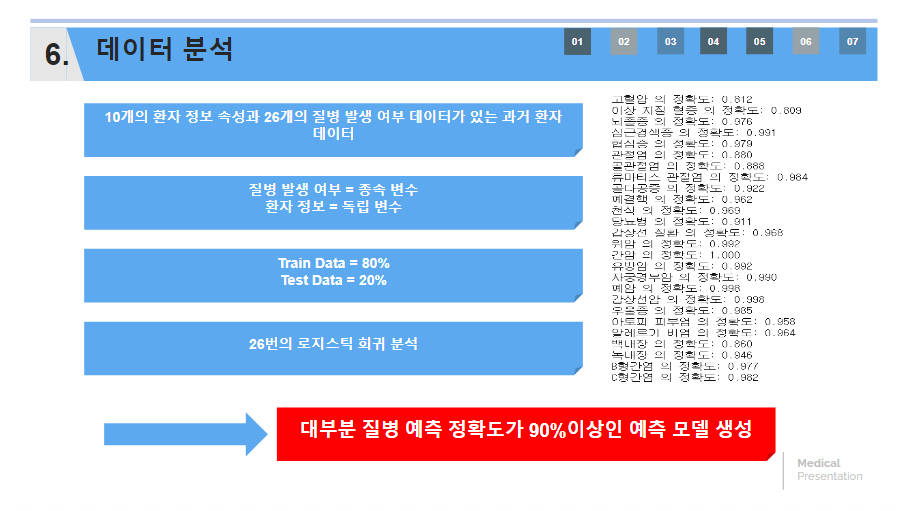 6.
데이터 분석
01 02 03 04 05 06 07
10개의 환자 정보 속성과 26개의 질병 발생 여부 데이터가 있는 과거 환자
데이터
질병 발생 여부 = 종속 변수
환자 정보 = 독립 변수
Train Data = 80%
Test Data = 20%
26번의 로지스틱 회귀 분석
고혈압 의 정확도: 0.812
이상 지질 혈증 의 정확도: 0.809
뇌졸중 의 정확도: 0.976
심근경색증 의 정확도: 0.991
협심증 의 정확도: 0.979
관절염 의 정확도: 0.880
골관절염 의 정확도: 0.888
류마티스 관절염 의 정확도: 0.984
골다공증 의 정확도: 0.922
폐결핵 의 정확도: 0.962
천식 의 정확도: 0.969
당뇨병 의 정확도: 0.911
갑상선 질환 의 정확도: 0.968
위암 의 정확도: 0.992
간암 의 정확도: 1.000
유방암 의 정확도: 0.992
자궁경부암 의 정확도: 0.990
폐암 의 정확도: 0.998
갑상선암 의 정확도: 0.998
우울증 의 정확도: 0.985
아토피 피부염 의 정확도: 0.958
알레르기 비염 의 정확도: 0.964
백내장 의 정확도: 0.860
녹내장 의 정확도: 0.946
B형간염 의 정확도: 0.977
C형간염 의 정확도: 0.982
대부분 질병 예측 정확도가 90%이상인 예측 모델 생성
Medical
Presentation